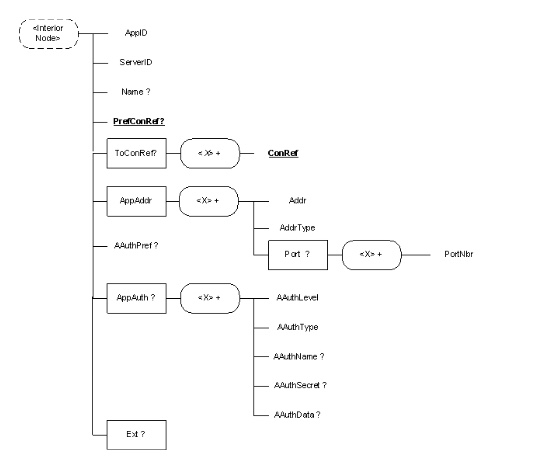 <Interior
Node>
AppID
ServerID
Name ?
PrefConRef?
ToConRef?
<X> +
ConRef
AppAddr
<X> +
Addr
AddrType
Port ?
<X> +
PortNbr
AAuthPref ?
AppAuth ?
<X> +
AAuthLevel
AAuthType
AAuthName ?
AAuthSecret ?
AAuthData ?
Ext ?